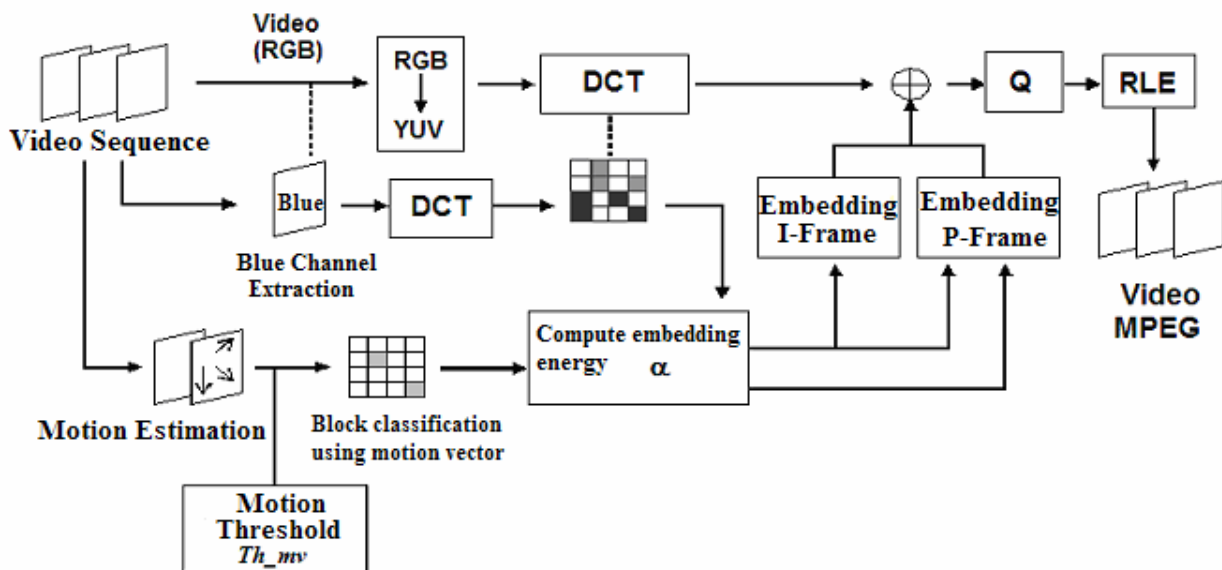 Video
(RGB)
Video Sequence
RGB
YUV
DCT
Q
RLE
Blue
DCT
Blue Channel
Extraction
Embedding
I-Frame
Embedding
P-Frame
Video
MPEG
Compute embedding
energy α
Motion Estimation
Block classification
using motion vector
Motion
Threshold
Th_mv